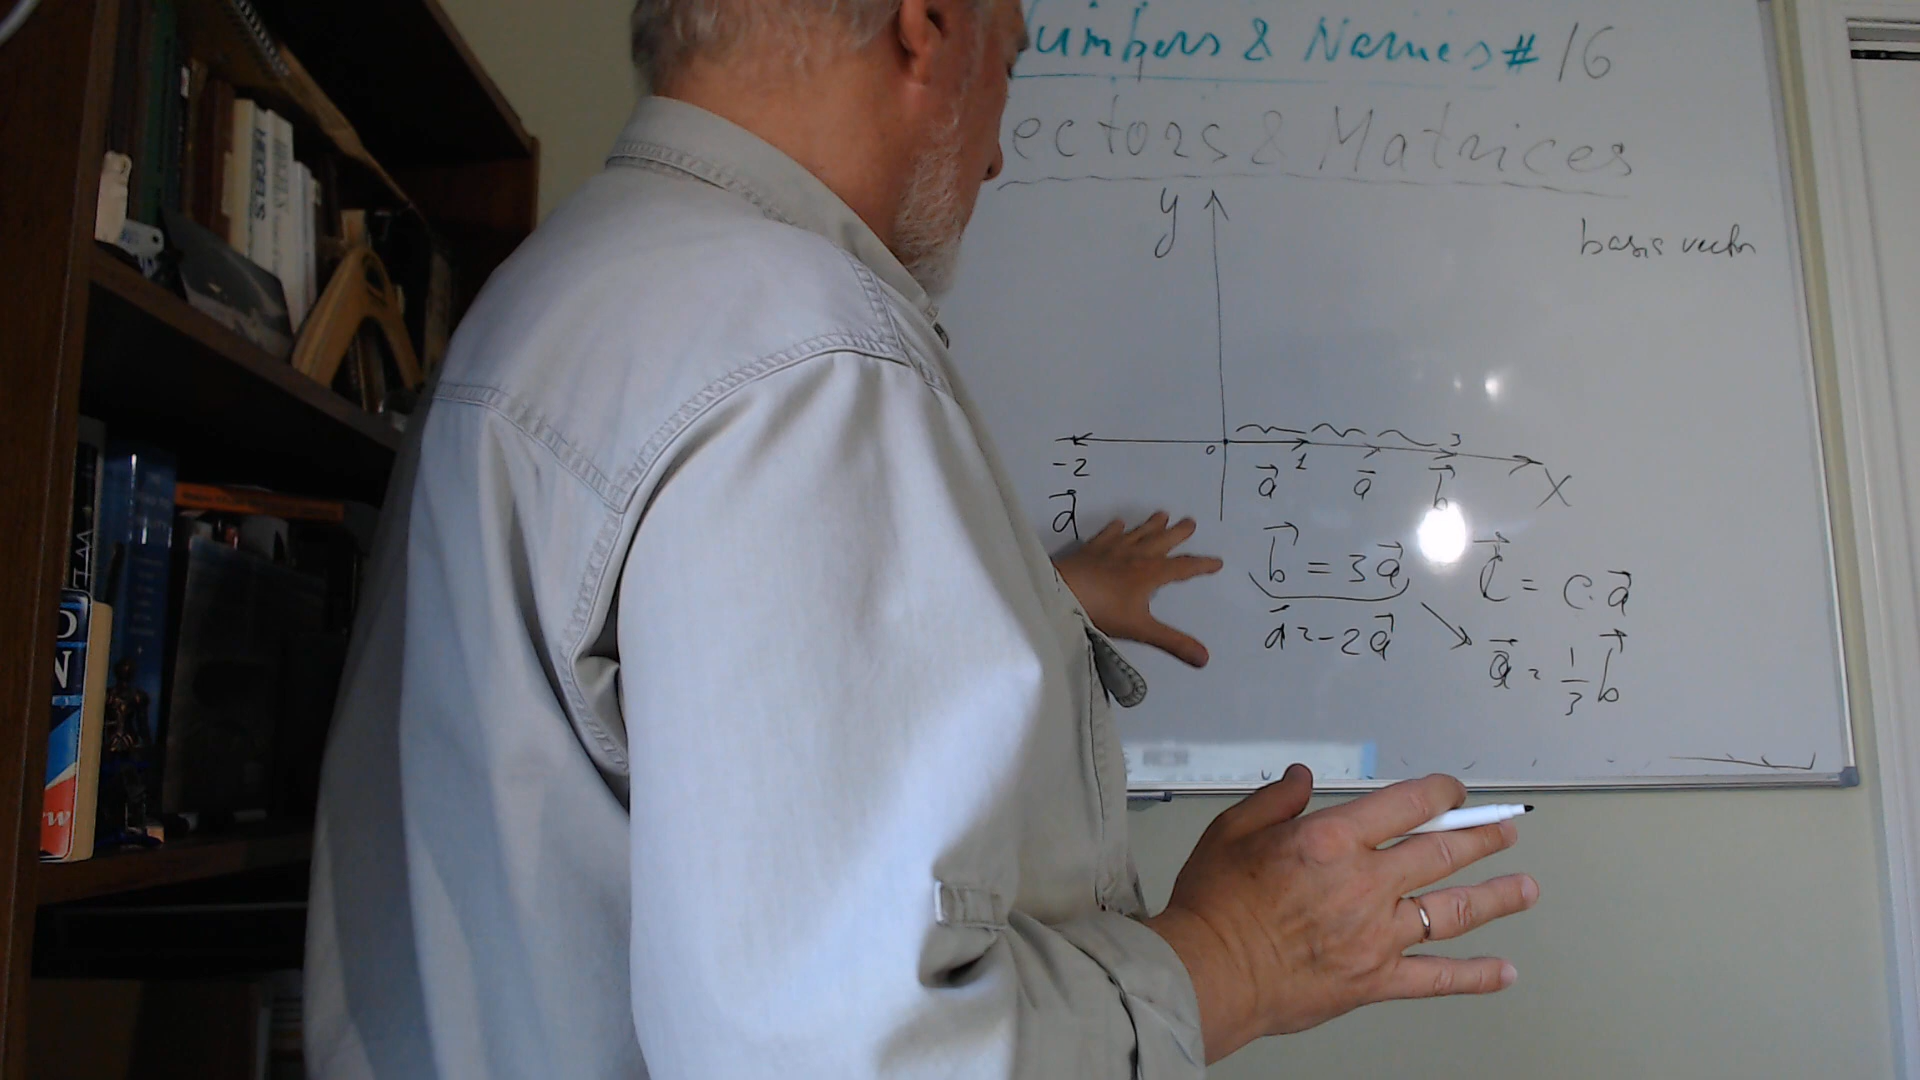 umbers & Names # 16
ectors & Matrices
y
basis vector
-2 0 1 3
a a b X
d
b = 3a
c = c·a
d = -2a
a = 1/3 b